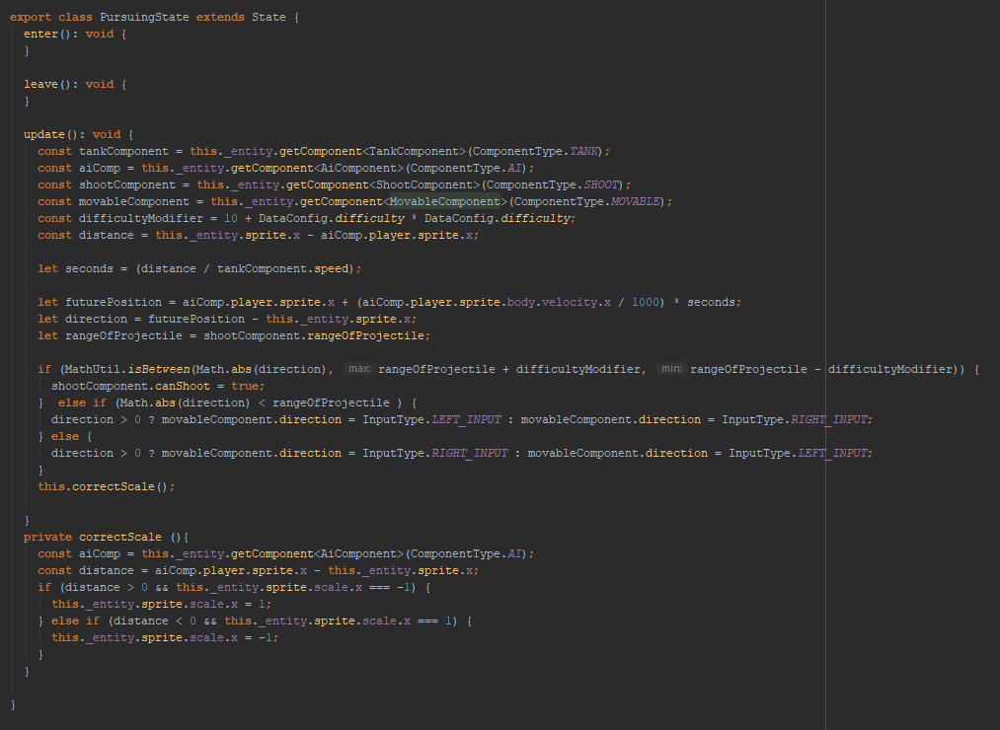 export class PursuingState extends State {
enter(): void {
}
leave(): void {
}
update(): void {
const tankComponent = this._entity.getComponent<TankComponent>(ComponentType.TANK);
const aiComp = this._entity.getComponent<AiComponent>(ComponentType.AI);
const shootComponent = this._entity.getComponent<ShootComponent>(ComponentType.SHOOT);
const movableComponent = this._entity.getComponent<MovableComponent>(ComponentType.MOVABLE);
const difficultyModifier = 10 + DataConfig.difficulty * DataConfig.difficulty;
const distance = this._entity.sprite.x - aiComp.player.sprite.x;
let seconds = (distance / tankComponent.speed);
let futurePosition = aiComp.player.sprite.x + (aiComp.player.sprite.body.velocity.x / 1000) * seconds;
let direction = futurePosition - this._entity.sprite.x;
let rangeOfProjectile = shootComponent.rangeOfProjectile;
if (MathUtil.isBetween(Math.abs(direction), max: rangeOfProjectile + difficultyModifier, min: rangeOfProjectile - difficultyModifier)) {
shootComponent.canShoot = true;
} else if (Math.abs(direction) < rangeOfProjectile ) {
direction > 0 ? movableComponent.direction = InputType.LEFT_INPUT : movableComponent.direction = InputType.RIGHT_INPUT;
} else {
direction > 0 ? movableComponent.direction = InputType.RIGHT_INPUT : movableComponent.direction = InputType.LEFT_INPUT;
}
this.correctScale();
}
private correctScale (){
const aiComp = this._entity.getComponent<AiComponent>(ComponentType.AI);
const distance = aiComp.player.sprite.x - this._entity.sprite.x;
if (distance > 0 && this._entity.sprite.scale.x === -1) {
this._entity.sprite.scale.x = 1;
} else if (distance < 0 && this._entity.sprite.scale.x === 1) {
this._entity.sprite.scale.x = -1;
}
}
}